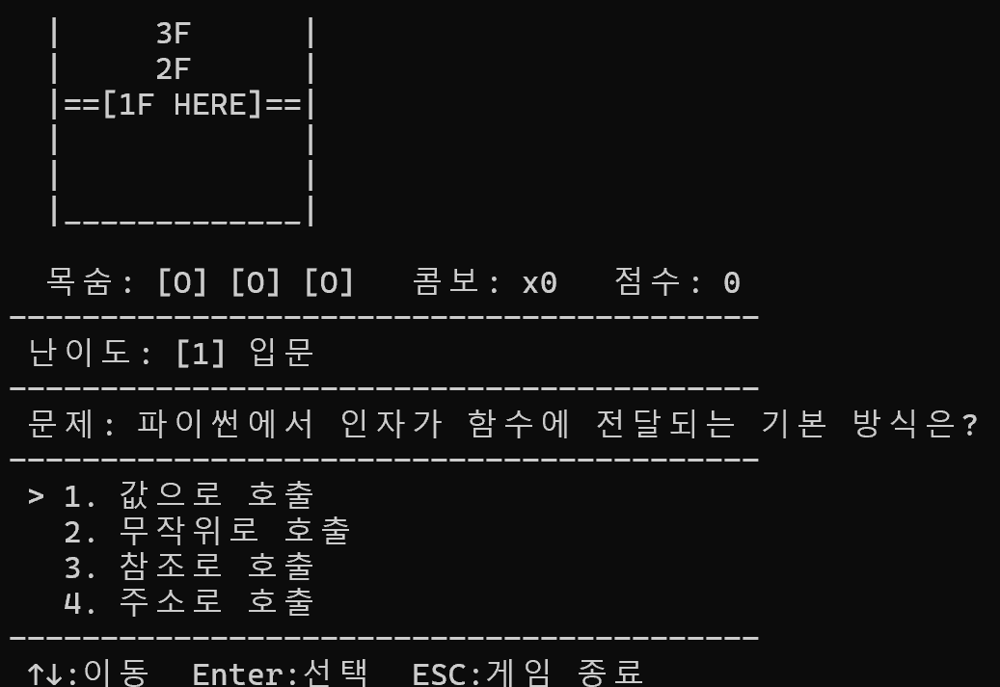 |     3F      |
|     2F      |
|==[1F HERE]==|
|             |
|             |
|_____________|
목숨: [O] [O] [O]   콤보: x0   점수: 0
-----------------------------------------
난이도: [1] 입문
-----------------------------------------
문제: 파이썬에서 인자가 함수에 전달되는 기본 방식은?
-----------------------------------------
> 1. 값으로 호출
2. 무작위로 호출
3. 참조로 호출
4. 주소로 호출
-----------------------------------------
↑↓:이동  Enter:선택  ESC:게임 종료